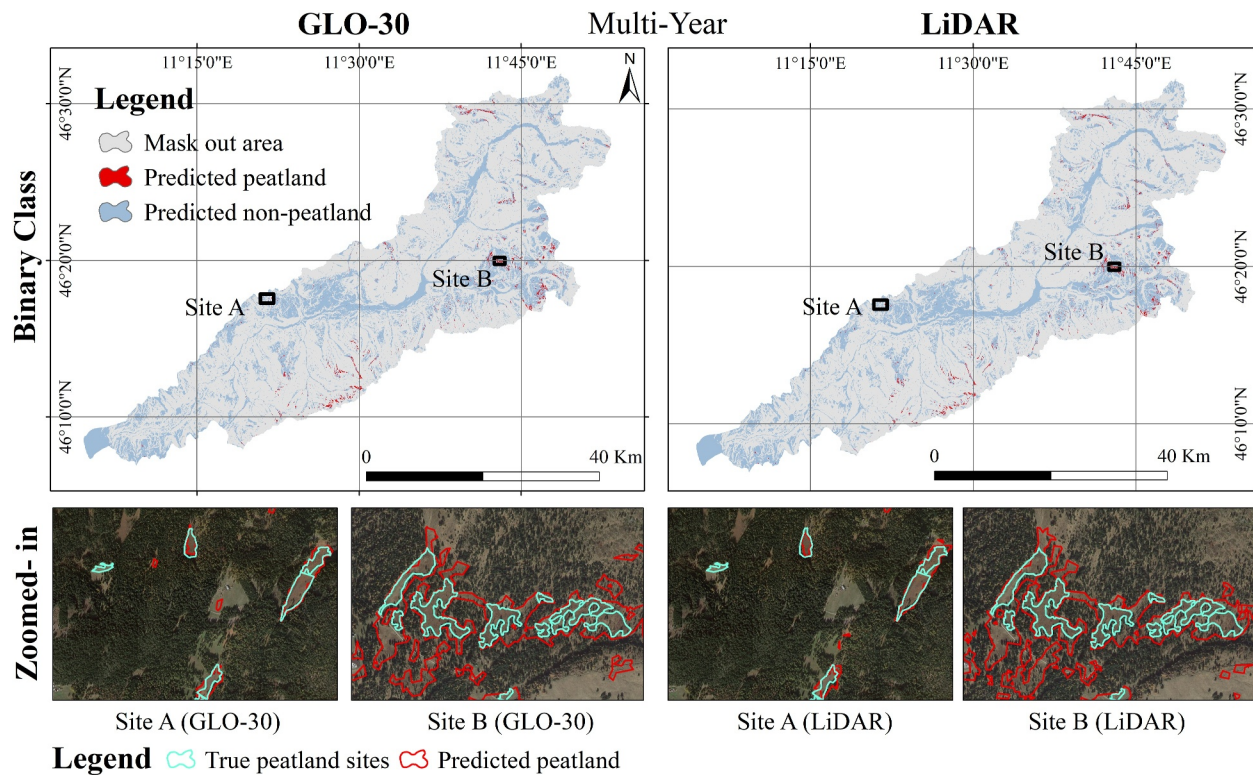 GLO-30 Multi-Year LiDAR
11°15'0"E 11°30'0"E 11°45'0"E
N
11°15'0"E 11°30'0"E 11°45'0"E
46°30'0"N
46°20'0"N
46°10'0"N
Legend
Mask out area
Predicted peatland
Predicted non-peatland
Site A
Site B
0 40 Km
Site A
Site B
0 40 Km
46°30'0"N
46°20'0"N
46°10'0"N
Binary Class
Zoomed- in
Site A (GLO-30) Site B (GLO-30) Site A (LiDAR) Site B (LiDAR)
Legend True peatland sites Predicted peatland